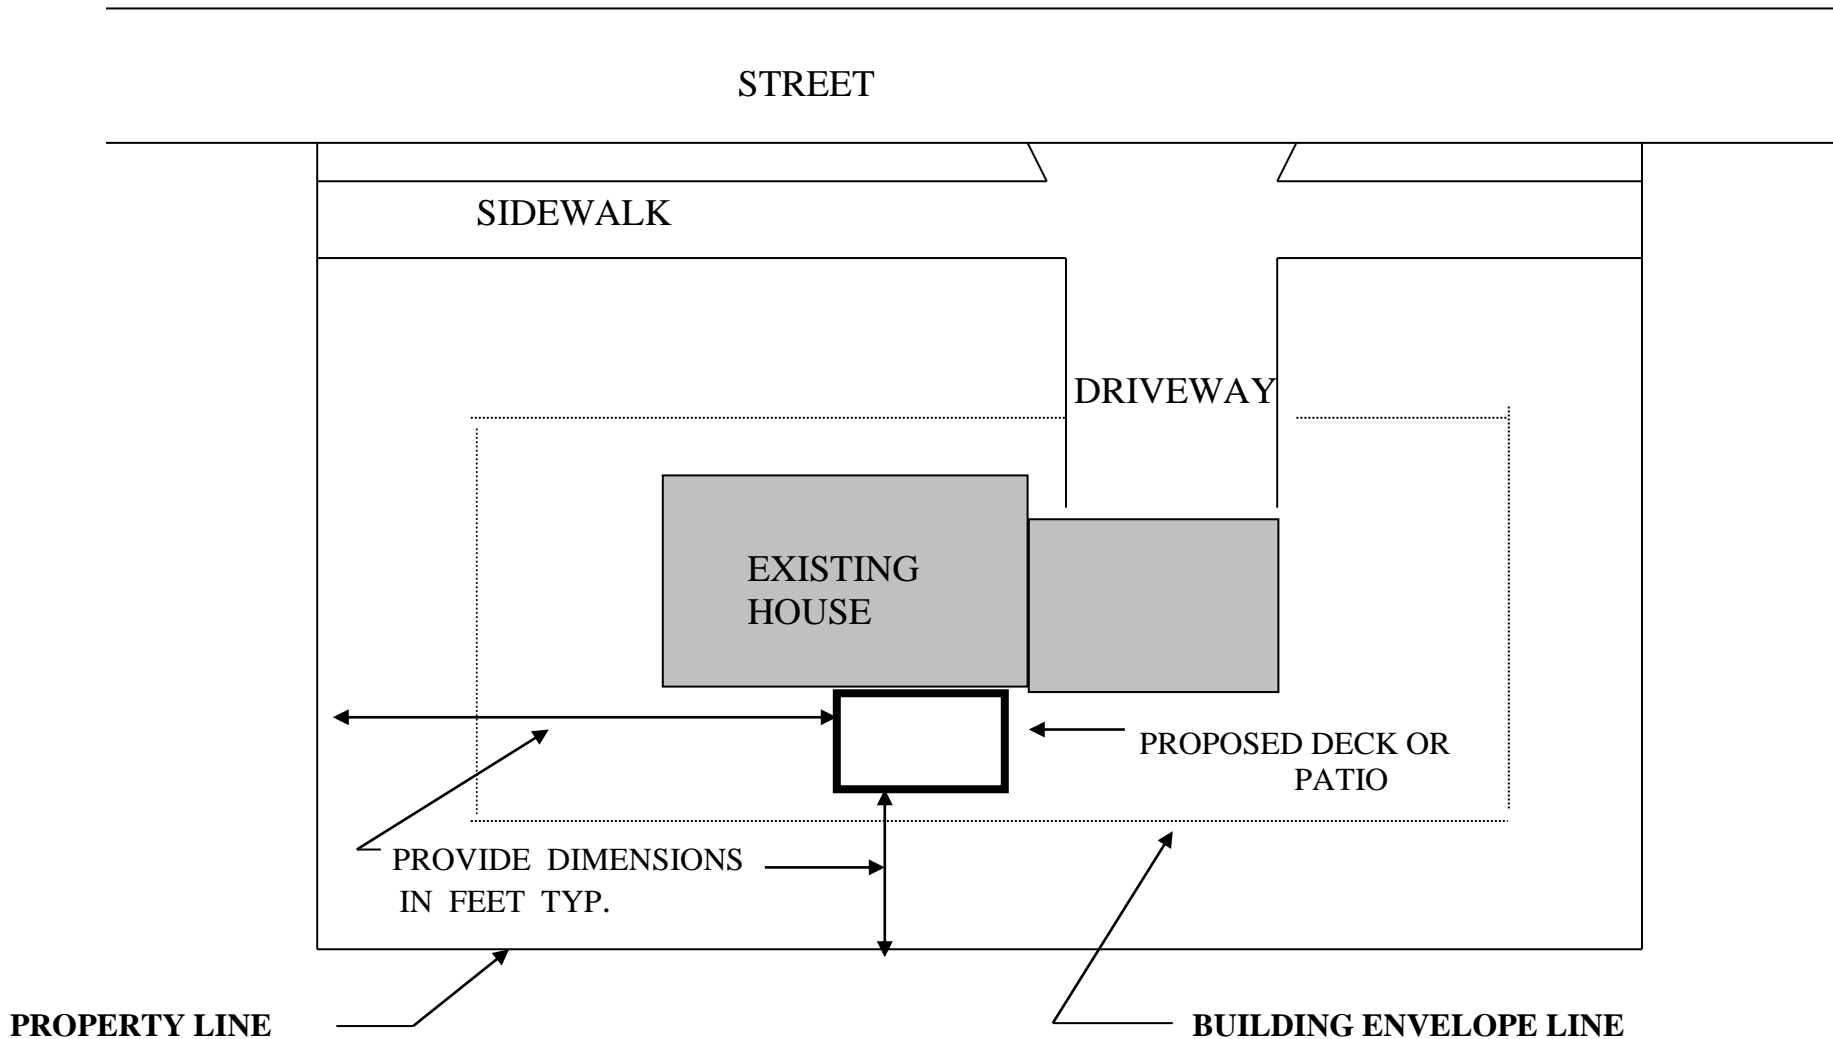 STREET
SIDEWALK
DRIVEWAY
EXISTING
HOUSE
PROPOSED DECK OR
PATIO
PROVIDE DIMENSIONS
IN FEET TYP.
PROPERTY LINE
BUILDING ENVELOPE LINE